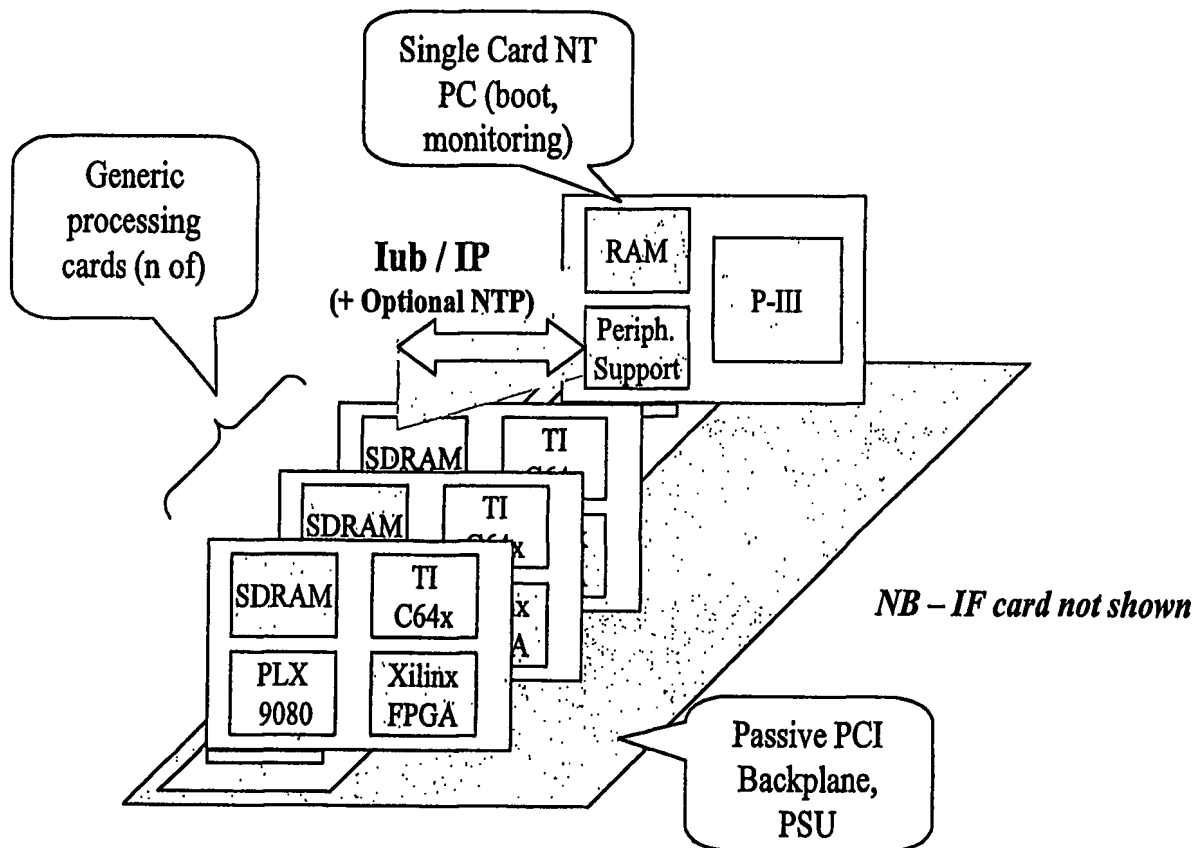 Single Card NT
PC (boot,
monitoring)
Generic
processing
cards (n of)
Iub / IP
(+ Optional NTP)
RAM
P-III
Periph.
Support
SDRAM
TI
SDRAM
TI
C64x
SDRAM
TI
C64x
PLX
9080
Xilinx
FPGA
NB – IF card not shown
Passive PCI
Backplane,
PSU